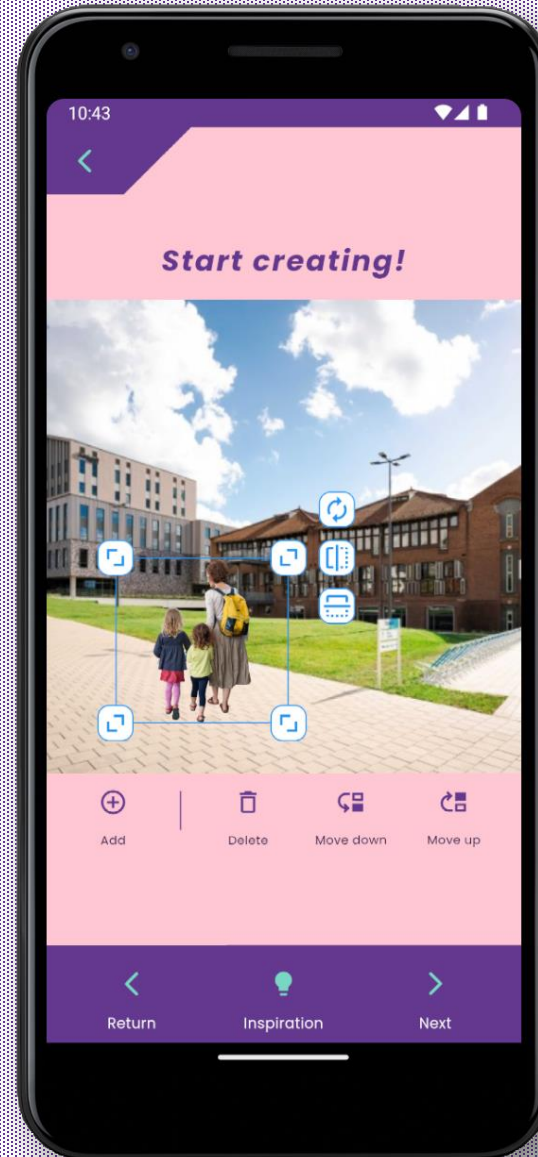 10:43
Start creating!
Add
Delete
Move down
Move up
Return
Inspiration
Next